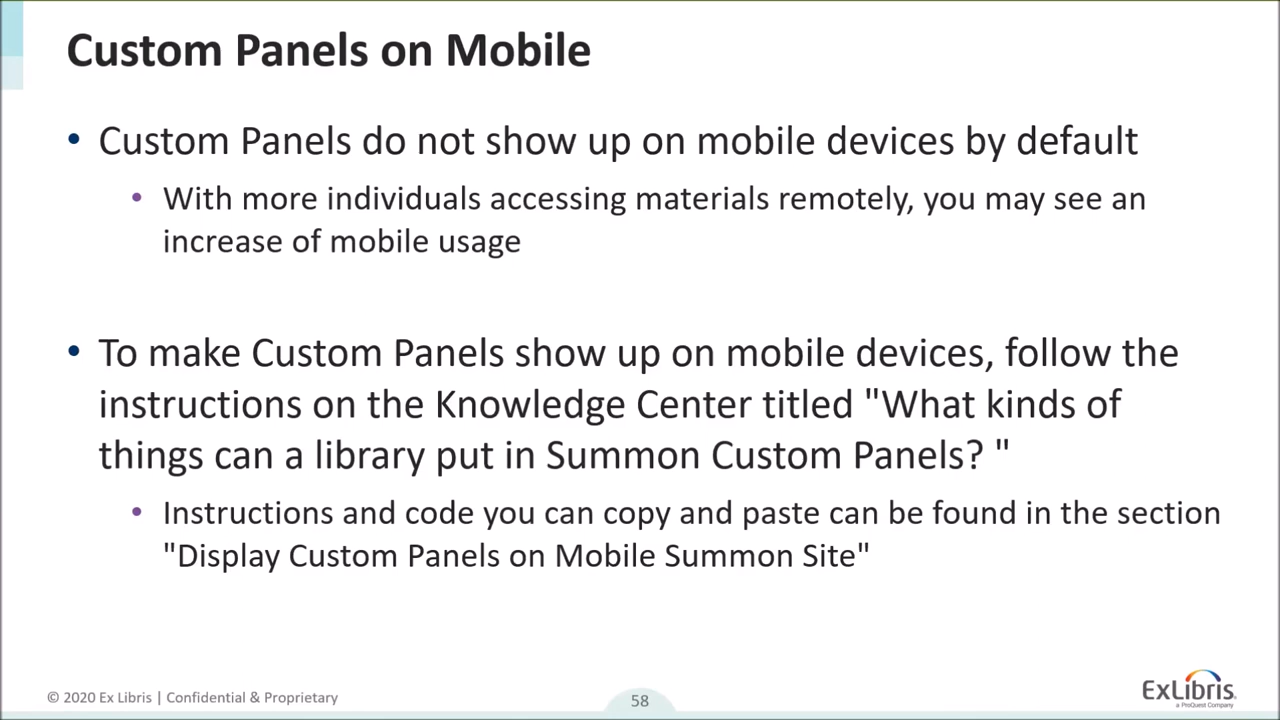 Custom Panels on Mobile
• Custom Panels do not show up on mobile devices by default
• With more individuals accessing materials remotely, you may see an
increase of mobile usage
• To make Custom Panels show up on mobile devices, follow the
instructions on the Knowledge Center titled "What kinds of
things can a library put in Summon Custom Panels? "
• Instructions and code you can copy and paste can be found in the section
"Display Custom Panels on Mobile Summon Site"
© 2020 Ex Libris | Confidential & Proprietary
58
ExLibris
a ProQuest Company